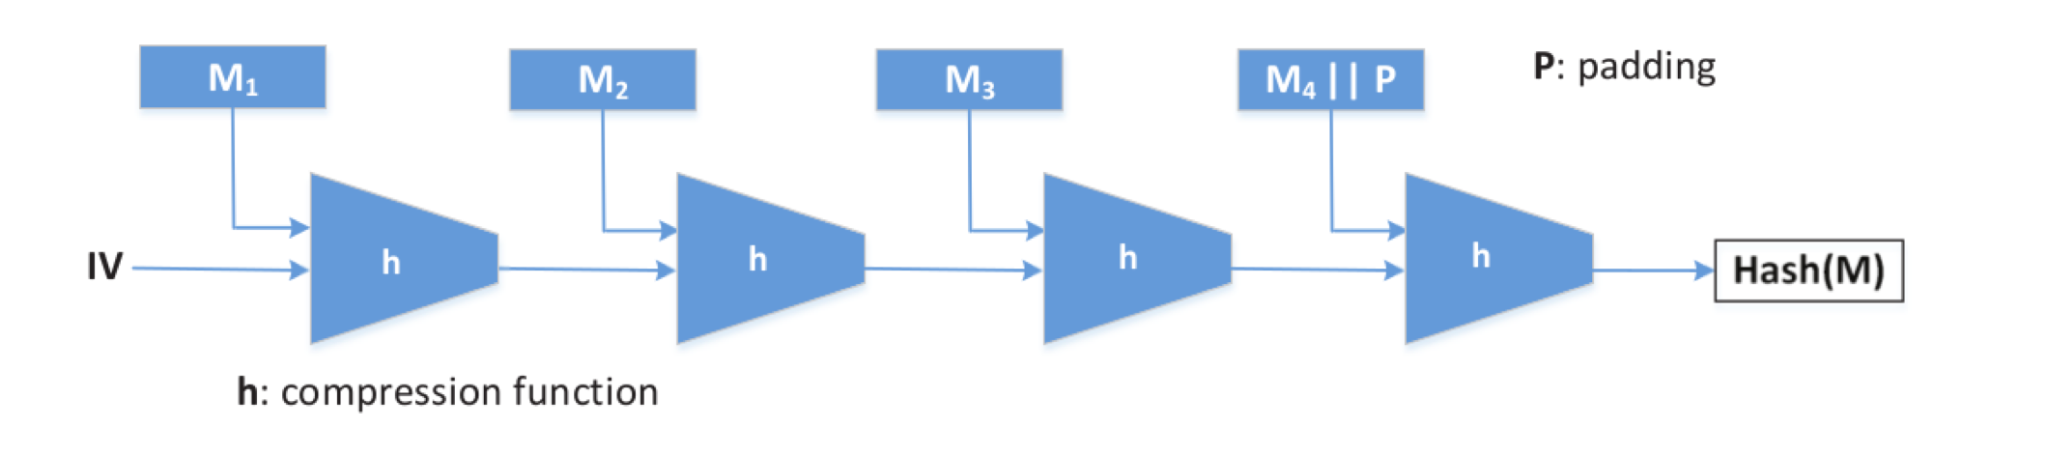 M₁
M₂
M₃
M₄ || P
P: padding
IV
h
h
h
h
Hash(M)
h: compression function